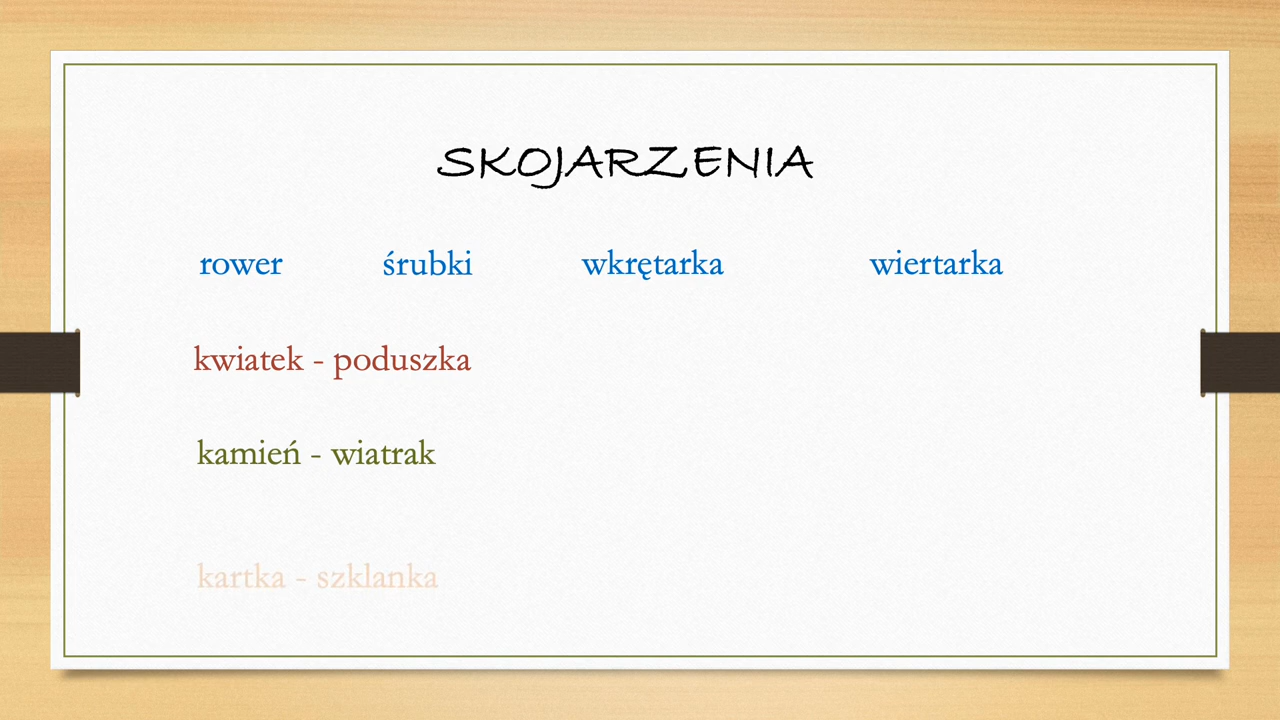 SKOJARZENIA
rower śrubki wkrętarka wiertarka
kwiatek - poduszka
kamień - wiatrak
kartka - szklanka